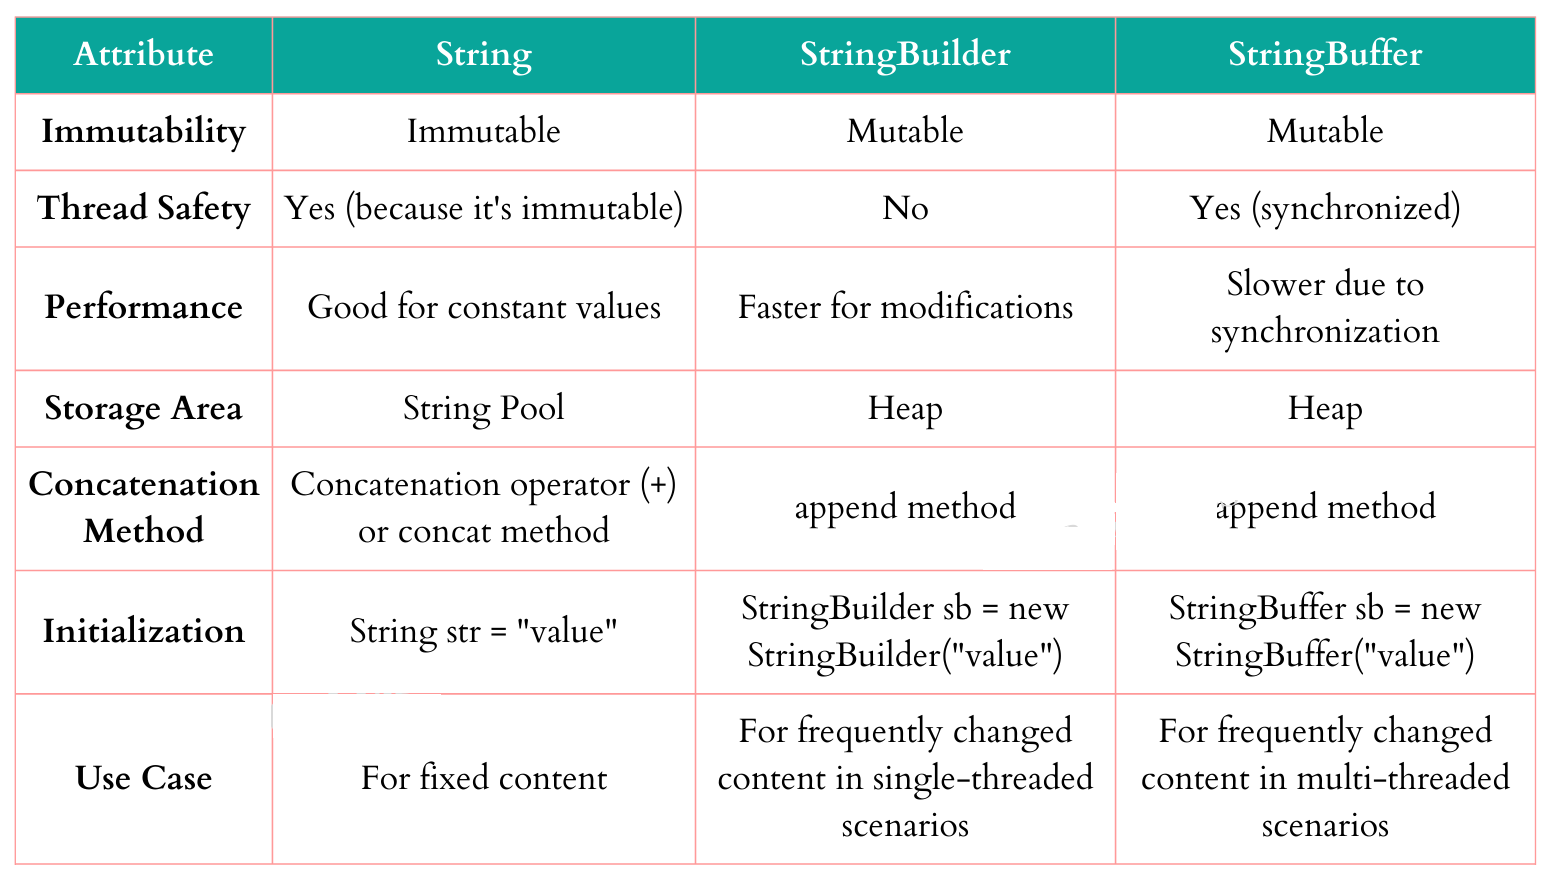 Attribute
String
StringBuilder
StringBuffer
Immutability
Immutable
Mutable
Mutable
Thread Safety
Yes (because it's immutable)
No
Yes (synchronized)
Performance
Good for constant values
Faster for modifications
Slower due to
synchronization
Storage Area
String Pool
Heap
Heap
Concatenation
Method
Concatenation operator (+)
or concat method
append method
append method
Initialization
String str = "value"
StringBuilder sb = new
StringBuilder("value")
StringBuffer sb = new
StringBuffer("value")
Use Case
For fixed content
For frequently changed
content in single-threaded
scenarios
For frequently changed
content in multi-threaded
scenarios